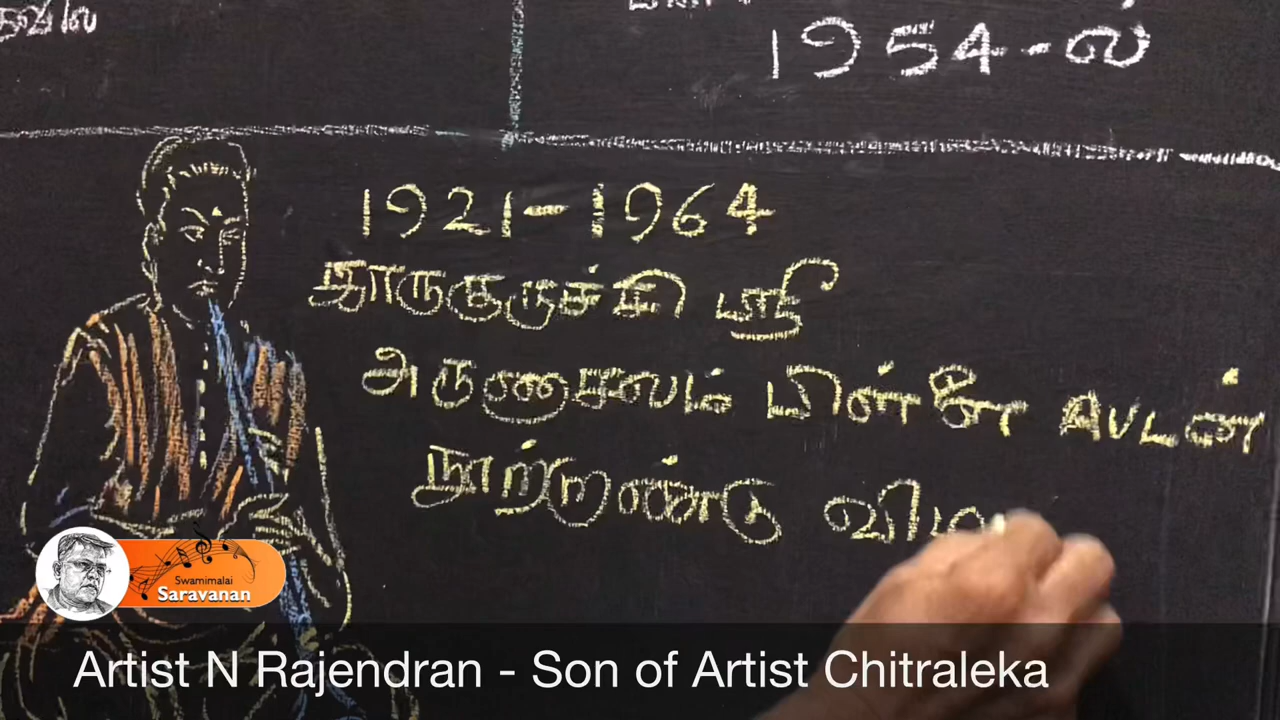 1954-ல்
1921-1964
காருகுருச்சி ஸ்ரீ
அருணாசலம் பிள்ளை
நூற்றாண்டு
Swamimalai
Saravanan
Artist N Rajendran - Son of Artist Chitraleka